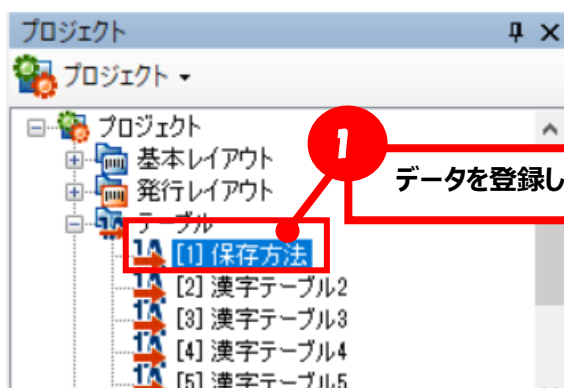 プロジェクト
プロジェクト
プロジェクト
1
基本レイアウト
データを登録し
発行レイアウト
テーブル
[1] 保存方法
[2] 漢字テーブル2
[3] 漢字テーブル3
[4] 漢字テーブル4
[5] 漢字テーブル5